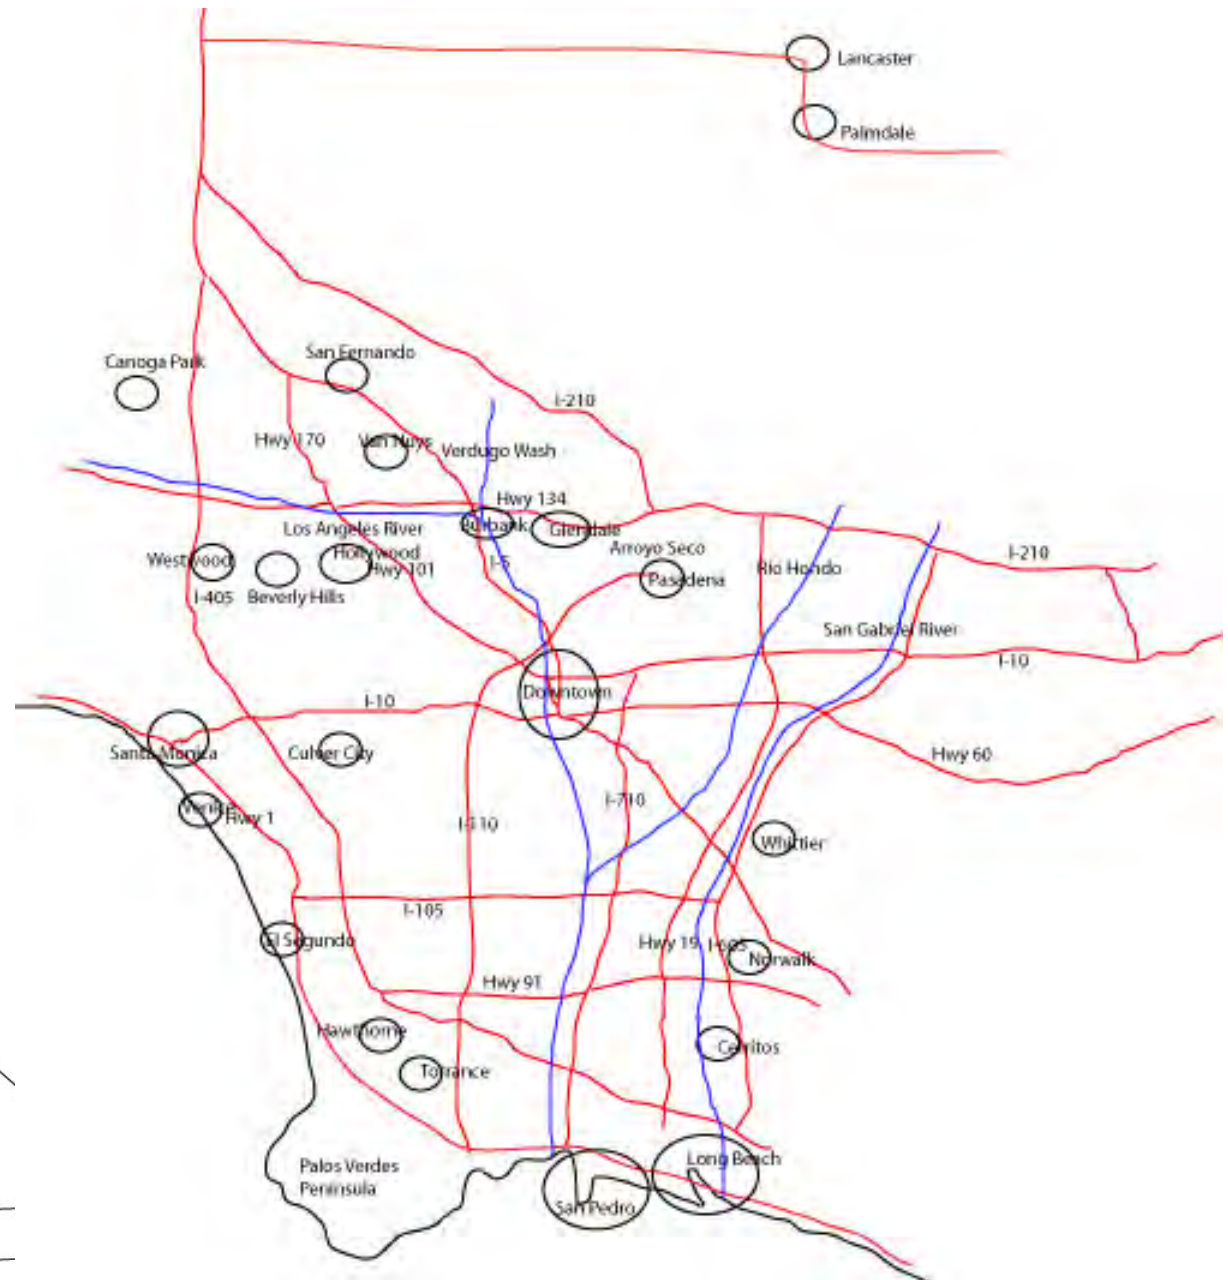 Lancaster
Palmdale
San Fernando
Canoga Park
I-210
Hwy 170
Van Nuys
Verdugo Wash
Hwy 134
Burbank
Glendale
Los Angeles River
Arroyo Seco
Hollywood
I-210
Westwood
I-5
Hwy 101
Rio Hondo
Pasadena
I-405
Beverly Hills
San Gabriel River
I-10
Downtown
I-10
Santa Monica
Culver City
Hwy 60
Venice
Hwy 1
I-710
I-110
Whittier
I-105
El Segundo
Hwy 19
I-605
Norwalk
Hwy 91
Hawthorne
Cerritos
Torrance
Long Beach
Palos Verdes
Peninsula
San Pedro